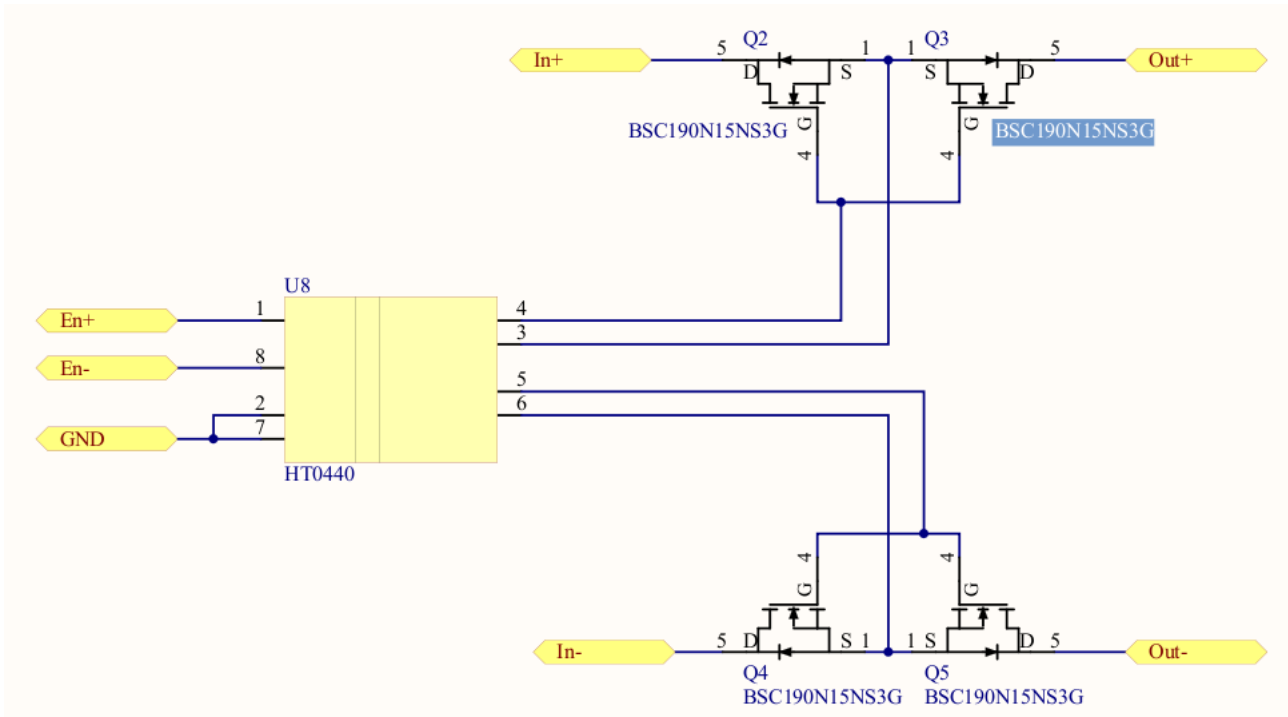 Q2
Q3
In+
5
1
1
5
Out+
D
S
S
D
G
G
BSC190N15NS3G
BSC190N15NS3G
4
4
U8
En+
1
4
3
En-
8
5
2
6
GND
7
HT0440
4
4
G
G
In-
5
D
S
1
1
S
D
5
Out-
Q4
Q5
BSC190N15NS3G
BSC190N15NS3G